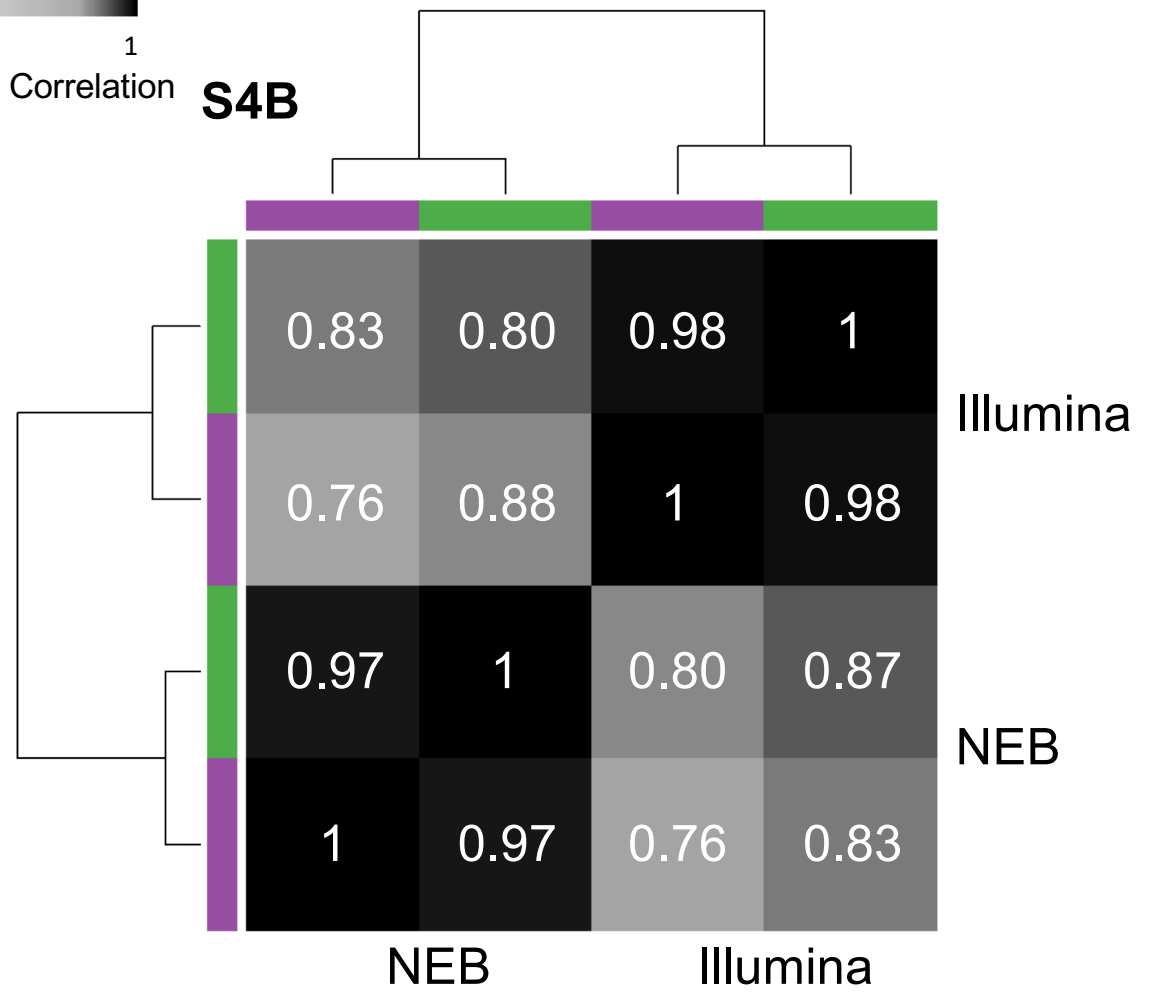 1
Correlation
S4B
0.83 0.80 0.98 1
Illumina
0.76 0.88 1 0.98
0.97 1 0.80 0.87
NEB
1 0.97 0.76 0.83
NEB Illumina